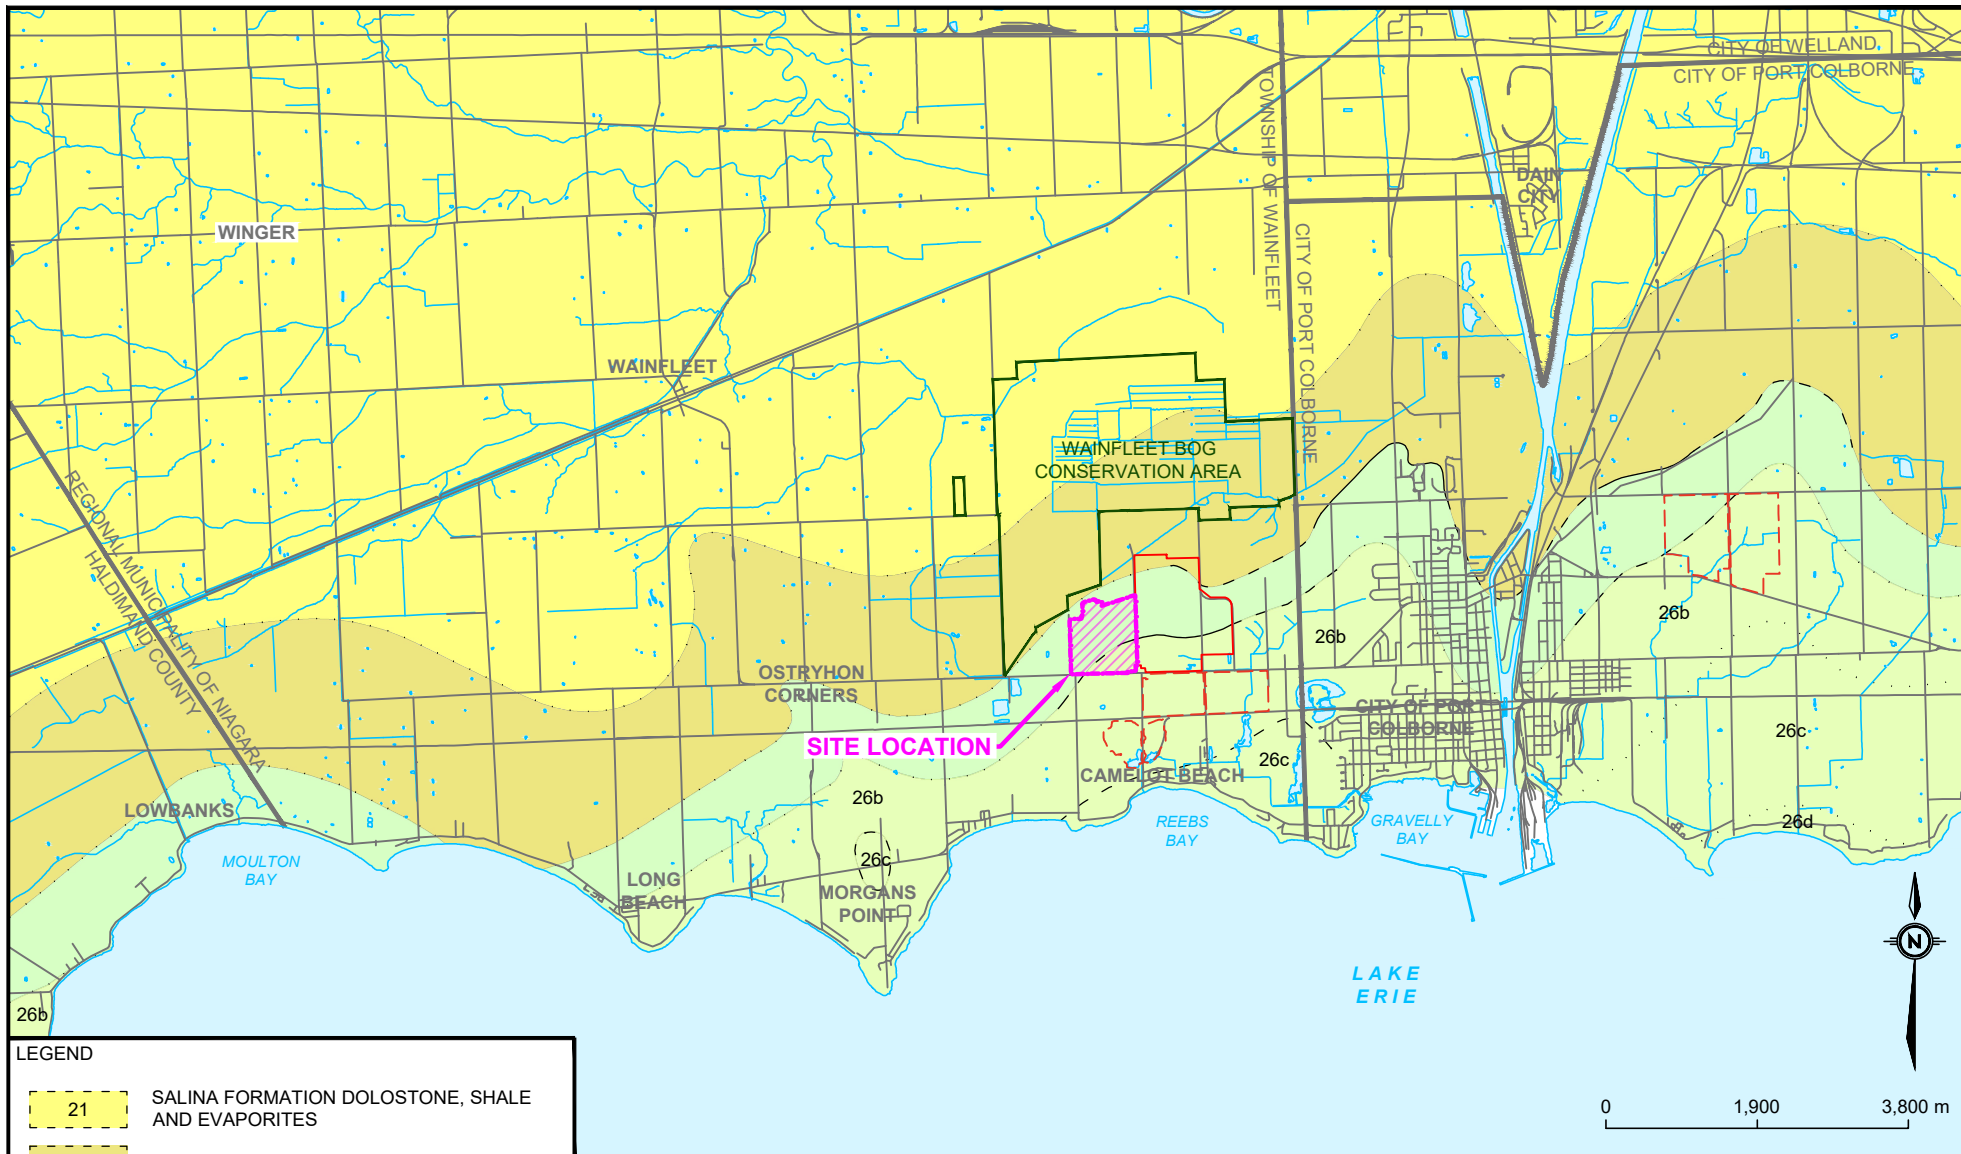 CITY OF WELLAND
CITY OF PORT COLBORNE
TOWNSHIP OF WAINFLEET
CITY OF PORT COLBORNE
DAIN
CITY
WINGER
WAINFLEET
WAINFLEET BOG
CONSERVATION AREA
REGIONAL MUNICIPALITY OF NIAGARA
HALDIMAND COUNTY
OSTRYHON
CORNERS
SITE LOCATION
26b
26b
CITY OF PORT
COLBORNE
26c
26c
CAMELOT BEACH
26b
LOWBANKS
REEBS
BAY
GRAVELLY
BAY
26d
MOULTON
BAY
26c
LONG
BEACH
MORGANS
POINT
LAKE
ERIE
N
26b
LEGEND
21
SALINA FORMATION DOLOSTONE, SHALE
AND EVAPORITES
0 1,900 3,800 m